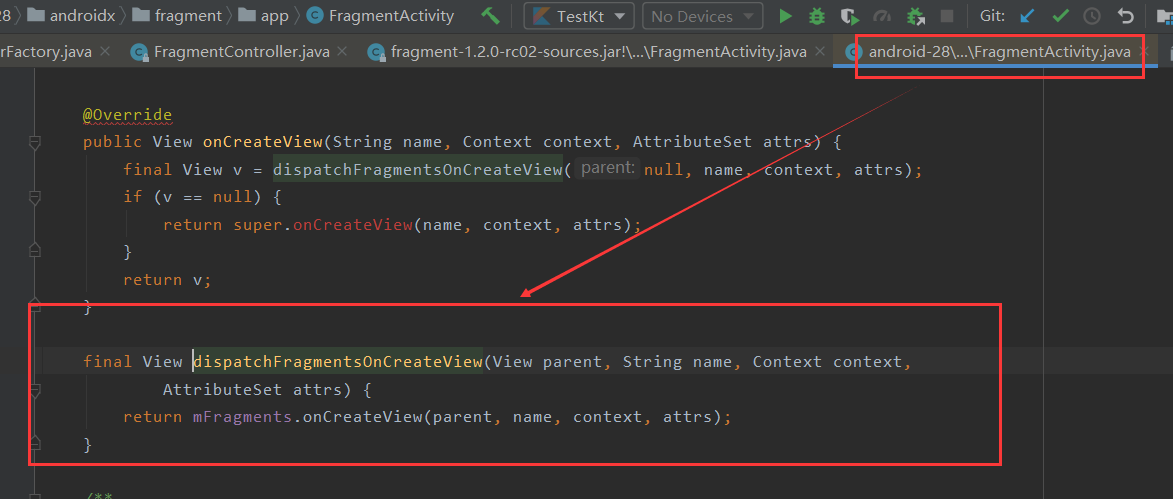 28 androidx fragment app FragmentActivity TestKt No Devices Git:
rFactory.java FragmentController.java fragment-1.2.0-rc02-sources.jar!\...\FragmentActivity.java android-28\...\FragmentActivity.java
@Override
public View onCreateView(String name, Context context, AttributeSet attrs) {
final View v = dispatchFragmentsOnCreateView( parent: null, name, context, attrs);
if (v == null) {
return super.onCreateView(name, context, attrs);
}
return v;
}
final View dispatchFragmentsOnCreateView(View parent, String name, Context context,
AttributeSet attrs) {
return mFragments.onCreateView(parent, name, context, attrs);
}
/**